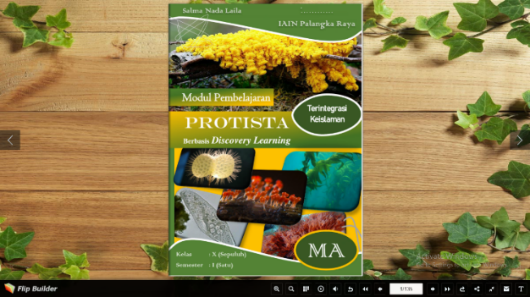 Selma Nada Laila
IAIN Palangka Raya
Modul Pembelajaran
Terintegrasi
Keislaman
PROTISTA
Berbasis Discovery Learning
MA
Kelas : X (Sepuluh)
Semester : I (Satu)
Flip Builder